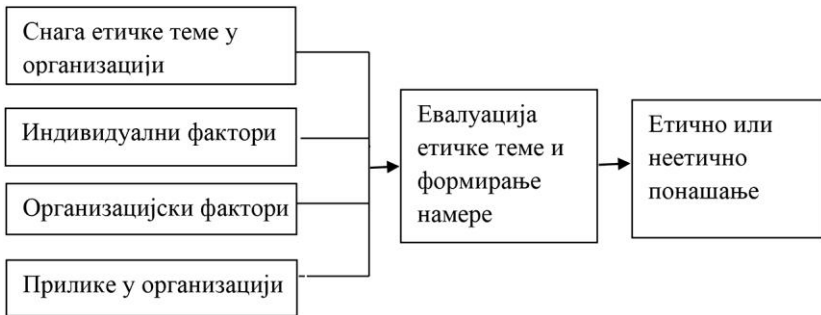 Снага етичке теме у
организацији
Индивидуални фактори
Организацијски фактори
Прилике у организацији
Евалуација
етичке теме и
формирање
намере
Етично или
неетично
понашање